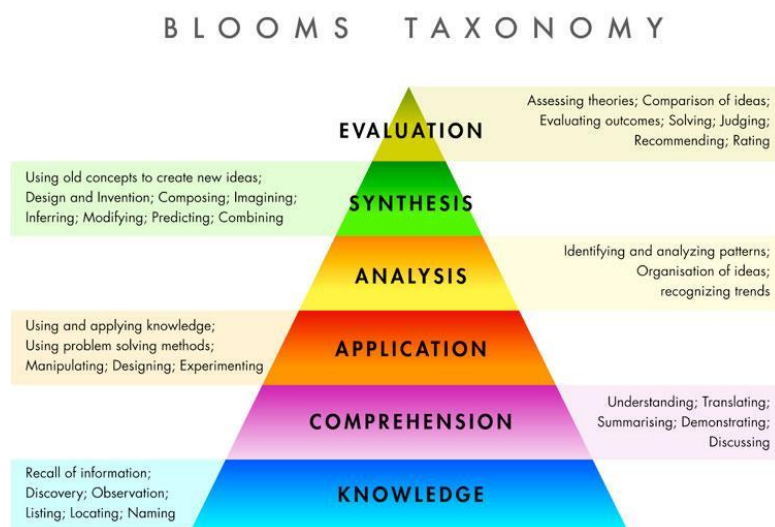 BLOOMS TAXONOMY
EVALUATION
Assessing theories; Comparison of ideas;
Evaluating outcomes; Solving; Judging;
Recommending; Rating
Using old concepts to create new ideas;
Design and Invention; Composing; Imagining;
Inferring; Modifying; Predicting; Combining
SYNTHESIS
ANALYSIS
Identifying and analyzing patterns;
Organisation of ideas;
recognizing trends
Using and applying knowledge;
Using problem solving methods;
Manipulating; Designing; Experimenting
APPLICATION
COMPREHENSION
Understanding; Translating;
Summarising; Demonstrating;
Discussing
Recall of information;
Discovery; Observation;
Listing; Locating; Naming
KNOWLEDGE